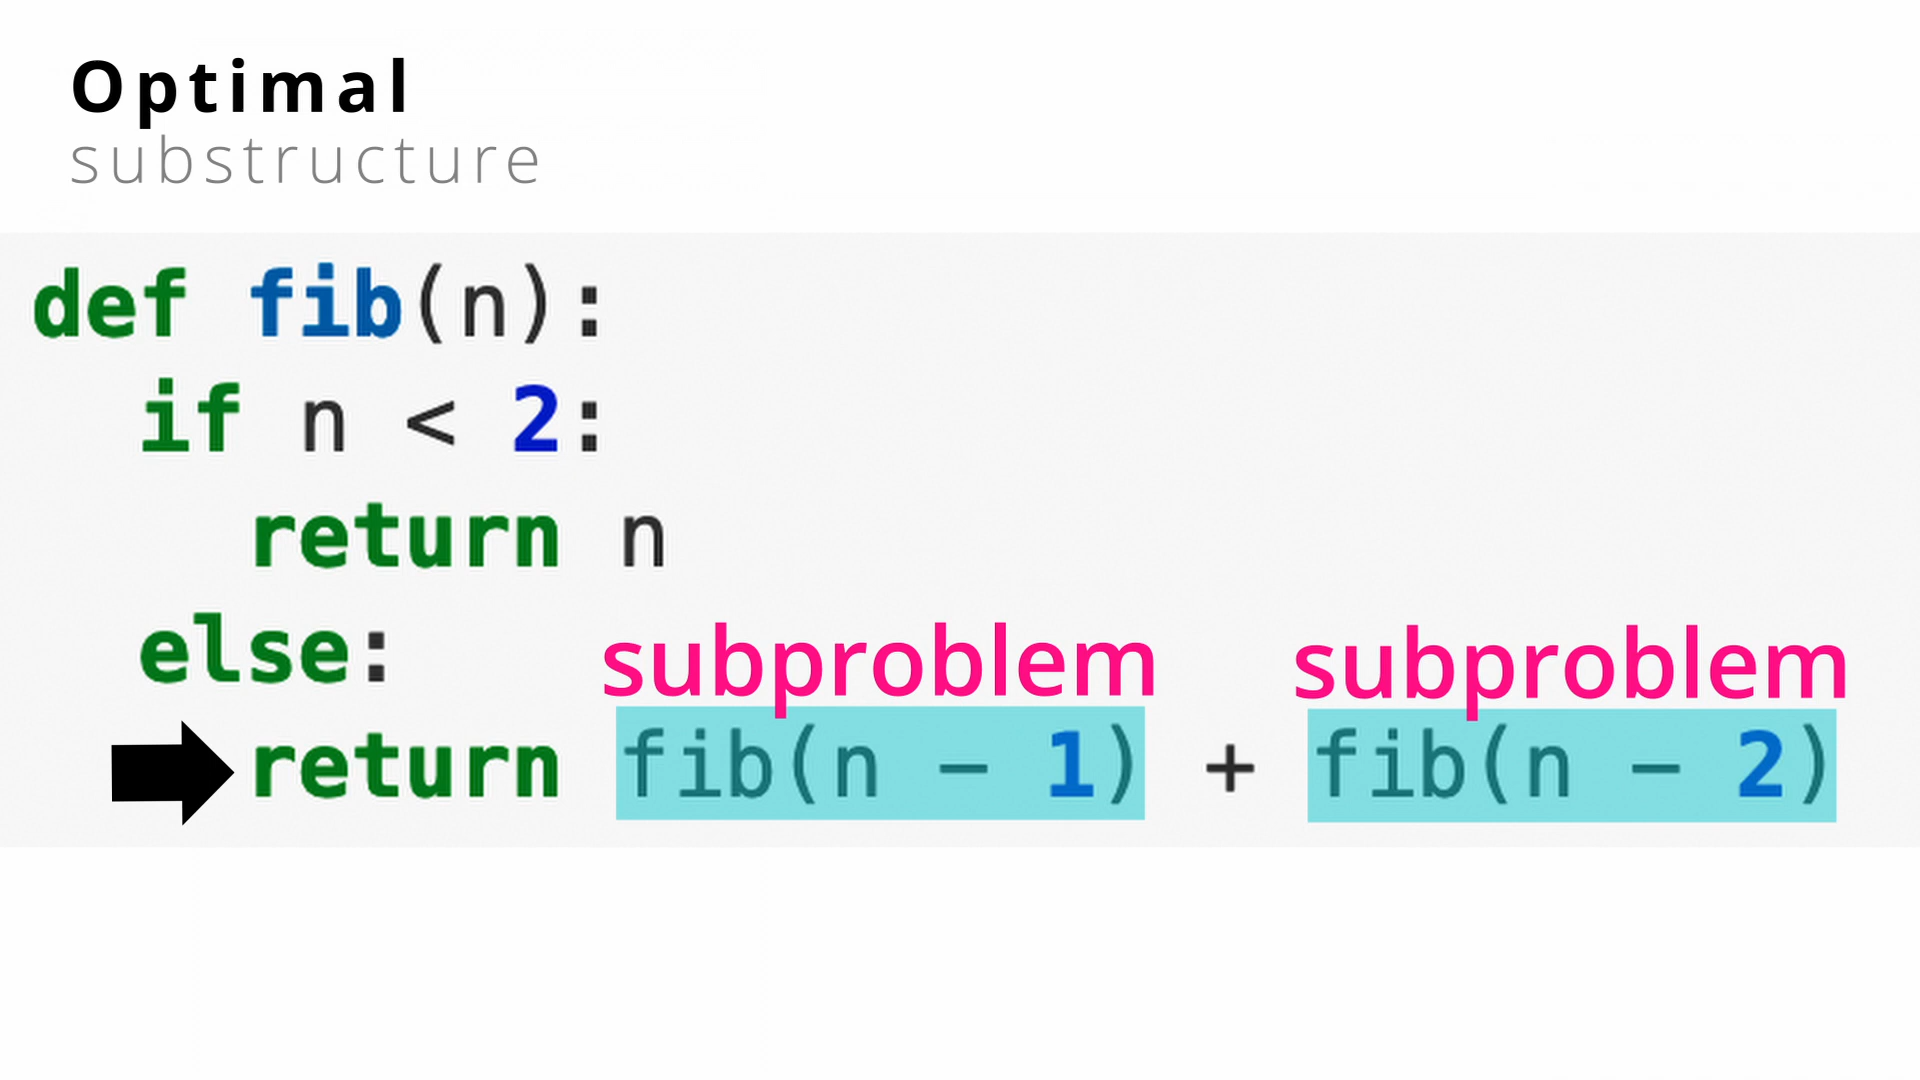 Optimal
substructure
def fib(n):
if n < 2:
return n
else:
subproblem subproblem
return fib(n - 1) + fib(n - 2)